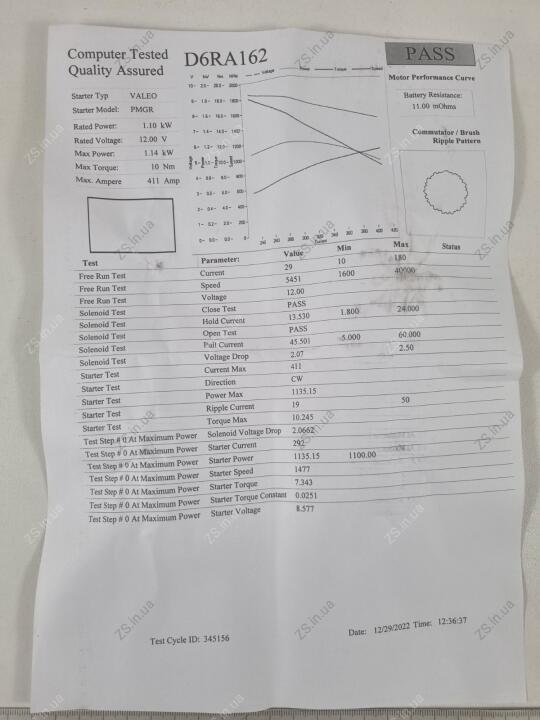 Computer Tested
Quality Assured
D6RA162
PASS
Motor Performance Curve
Starter Typ VALEO
Starter Model: PMGR
Rated Power: 1.10 kW
Rated Voltage: 12.00 V
Max Power: 1.14 kW
Max Torque: 10 Nm
Max. Ampere 411 Amp
Battery Resistance:
11.00 mOhms
Commutator / Brush
Ripple Pattern
Test Parameter: Value Min Max Status
Free Run Test Current 29 10 180
Free Run Test Speed 5451 1600 40000
Free Run Test Voltage 12.00
Solenoid Test Close Test PASS
Solenoid Test Hold Current 13.530 1.800 24.000
Solenoid Test Open Test PASS
Solenoid Test Pull Current 45.501 5.000 60.000
Solenoid Test Voltage Drop 2.07 2.50
Starter Test Current Max 411
Starter Test Direction CW
Starter Test Power Max 1135.15
Starter Test Ripple Current 19 50
Starter Test Torque Max 10.245
Test Step # 0 At Maximum Power Solenoid Voltage Drop 2.0662
Test Step # 0 At Maximum Power Starter Current 292
Test Step # 0 At Maximum Power Starter Power 1135.15 1100.00
Test Step # 0 At Maximum Power Starter Speed 1477
Test Step # 0 At Maximum Power Starter Torque 7.343
Test Step # 0 At Maximum Power Starter Torque Constant 0.0251
Test Step # 0 At Maximum Power Starter Voltage 8.577
Test Cycle ID: 345156
Date: 12/29/2022 Time: 12:36:37
ZS.in.ua